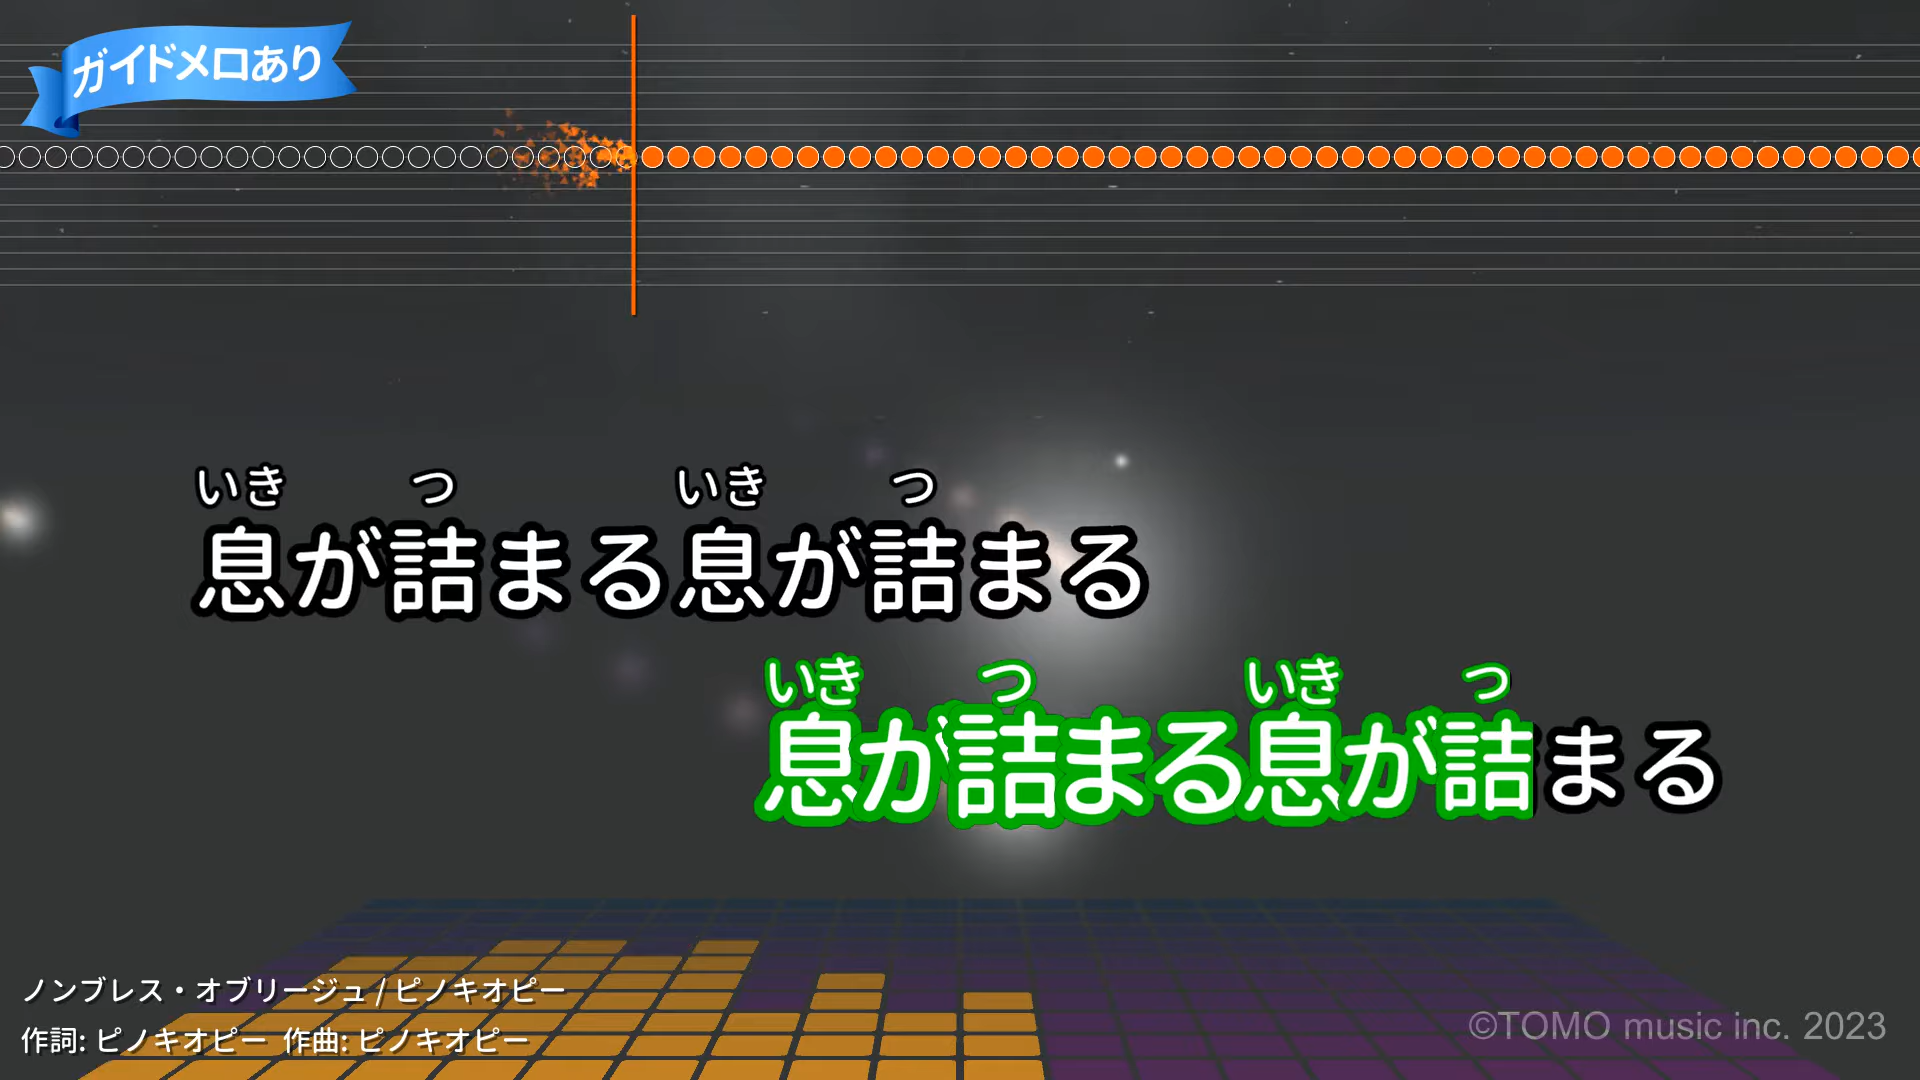 ガイドメロあり
いき つ いき つ
息が詰まる息が詰まる
いき つ いき つ
息が詰まる息が詰まる
ノンブレス・オブリージュ / ピノキオピー
作詞: ピノキオピー 作曲: ピノキオピー
©TOMO music inc. 2023